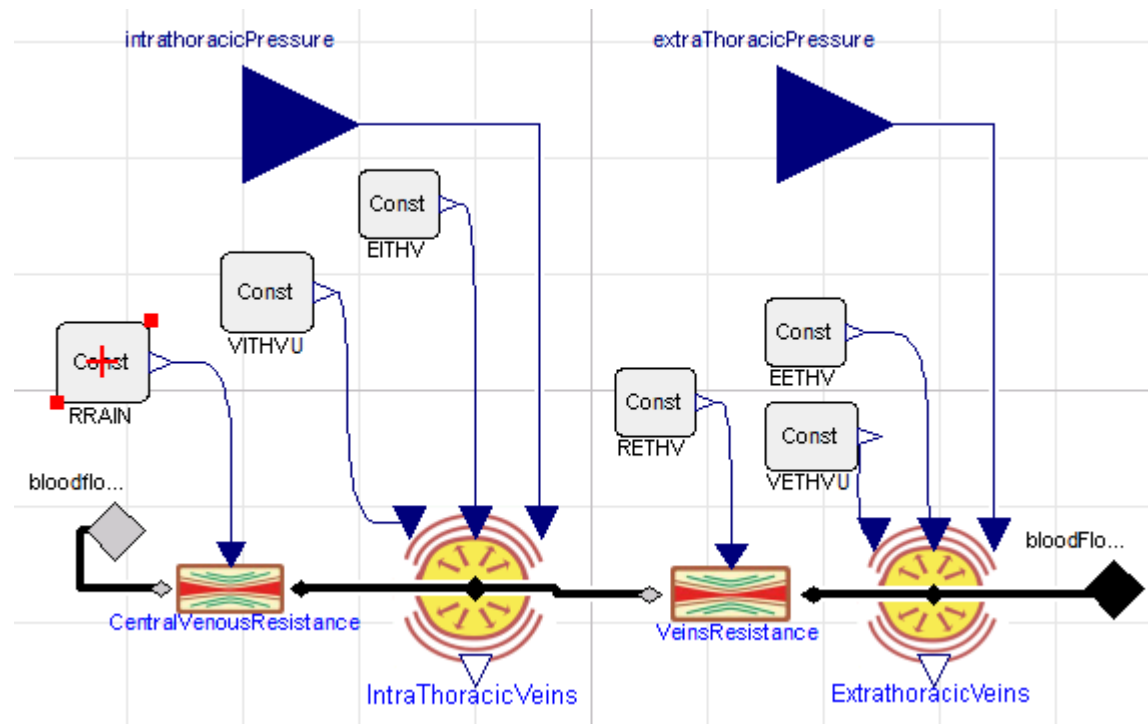 intrathoracicPressure
extraThoracicPressure
Const
EITHV
Const
VITHVU
Const
RRAIN
Const
EETHV
Const
RETHV
Const
VETHVU
bloodflo...
bloodFlo...
CentralVenousResistance
VeinsResistance
IntraThoracicVeins
ExtrathoracicVeins